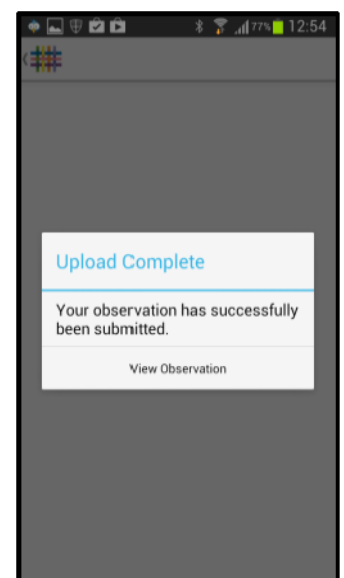 77% 12:54
Upload Complete
Your observation has successfully
been submitted.
View Observation